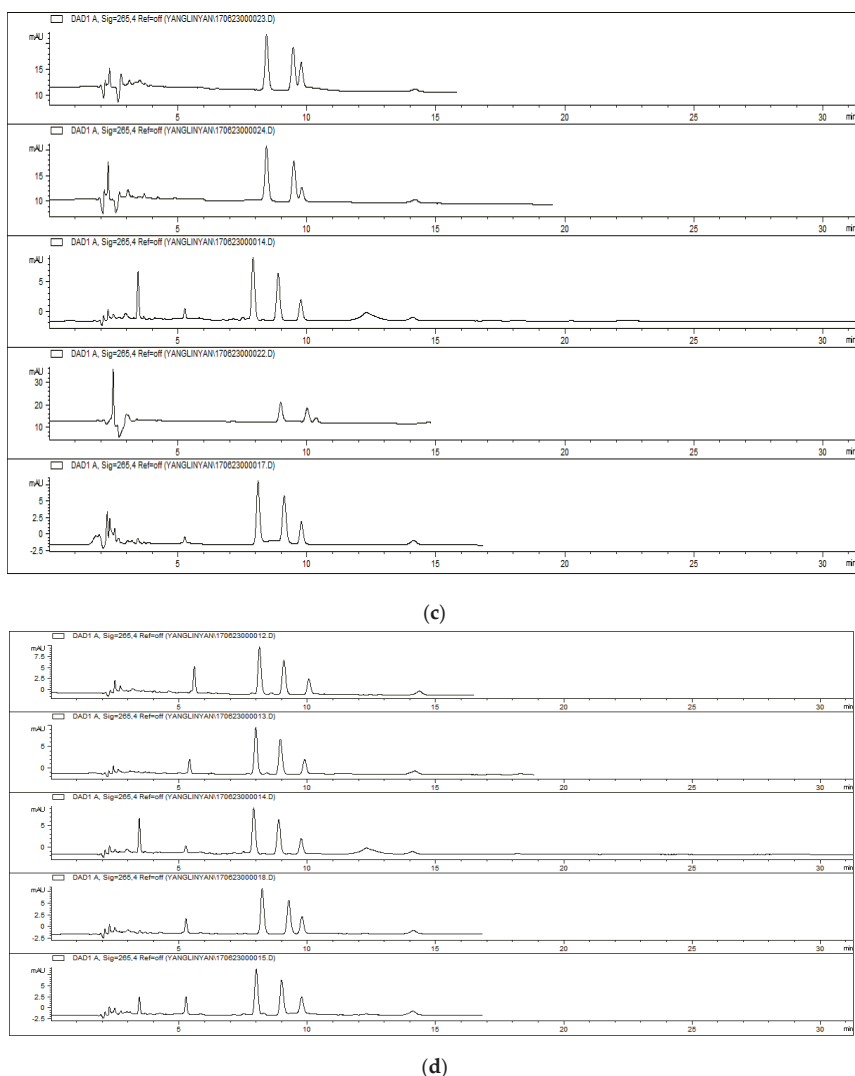 DAD1 A, Sig=265,4 Ref=off (YANGLINYAN\170623000023.D)
mAU
15
10
5 10 15 20 25 30 min
DAD1 A, Sig=265,4 Ref=off (YANGLINYAN\170623000024.D)
mAU
15
10
5 10 15 20 25 30 min
DAD1 A, Sig=265,4 Ref=off (YANGLINYAN\170623000014.D)
mAU
5
0
5 10 15 20 25 30 min
DAD1 A, Sig=265,4 Ref=off (YANGLINYAN\170623000022.D)
mAU
30
20
10
5 10 15 20 25 30 min
DAD1 A, Sig=265,4 Ref=off (YANGLINYAN\170623000017.D)
mAU
5
0
-2.5
5 10 15 20 25 30 min
(c)
DAD1 A, Sig=265,4 Ref=off (YANGLINYAN\170623000012.D)
mAU
7.5
5
2.5
0
5 10 15 20 25 30 min
DAD1 A, Sig=265,4 Ref=off (YANGLINYAN\170623000013.D)
mAU
5
0
5 10 15 20 25 30 min
DAD1 A, Sig=265,4 Ref=off (YANGLINYAN\170623000014.D)
mAU
5
0
5 10 15 20 25 30 min
DAD1 A, Sig=265,4 Ref=off (YANGLINYAN\170623000018.D)
mAU
5
2.5
0
-2.5
5 10 15 20 25 30 min
DAD1 A, Sig=265,4 Ref=off (YANGLINYAN\170623000015.D)
mAU
5
2.5
0
-2.5
5 10 15 20 25 30 min
(d)